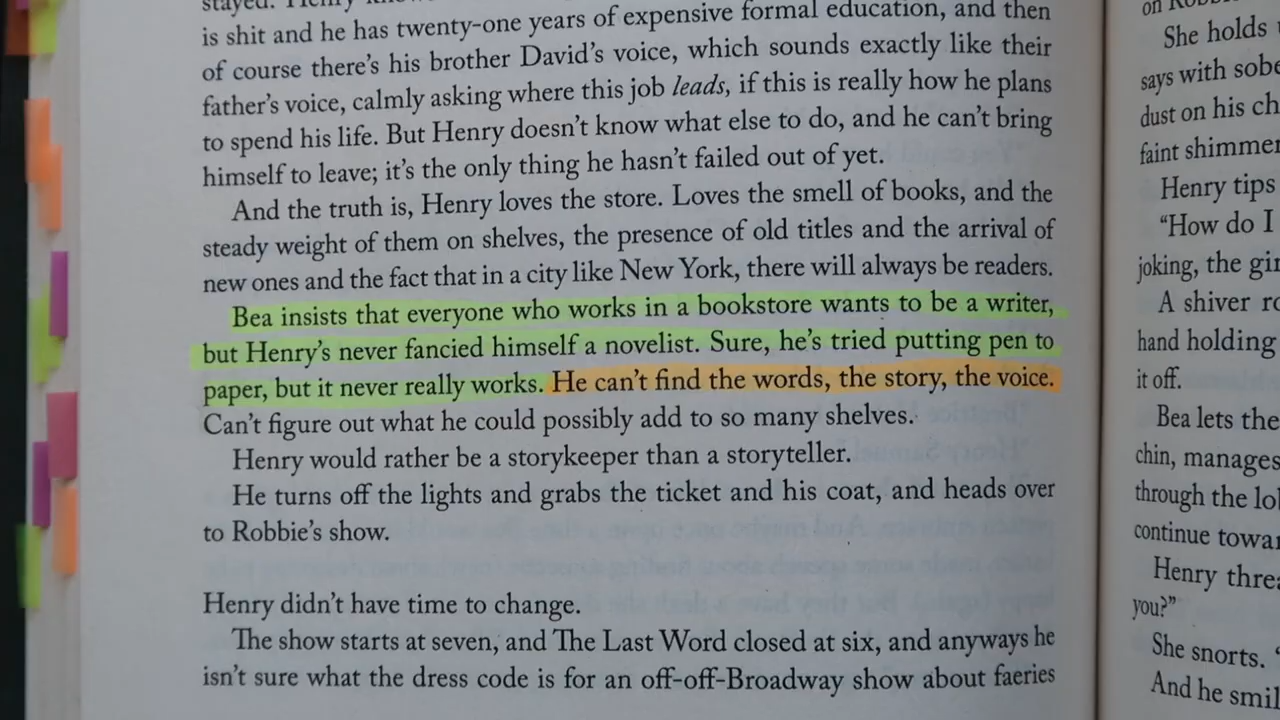 stayed. Henry
is shit and he has twenty-one years of expensive formal education, and then
of course there's his brother David's voice, which sounds exactly like their
father's voice, calmly asking where this job leads, if this is really how he plans
to spend his life. But Henry doesn't know what else to do, and he can't bring
himself to leave; it's the only thing he hasn't failed out of yet.
And the truth is, Henry loves the store. Loves the smell of books, and the
steady weight of them on shelves, the presence of old titles and the arrival of
new ones and the fact that in a city like New York, there will always be readers.
Bea insists that everyone who works in a bookstore wants to be a writer,
but Henry's never fancied himself a novelist. Sure, he's tried putting pen to
paper, but it never really works. He can't find the words, the story, the voice.
Can't figure out what he could possibly add to so many shelves.
Henry would rather be a storykeeper than a storyteller.
He turns off the lights and grabs the ticket and his coat, and heads over
to Robbie's show.
Henry didn't have time to change.
The show starts at seven, and The Last Word closed at six, and anyways he
isn't sure what the dress code is for an off-off-Broadway show about faeries
on
She holds
says with
dust on his
faint shimmer
Henry tips
“How do I
joking, the
A shiver
hand holding
it off.
Bea lets the
chin, manages
through the
continue
Henry
you?”
She snorts. “
And he